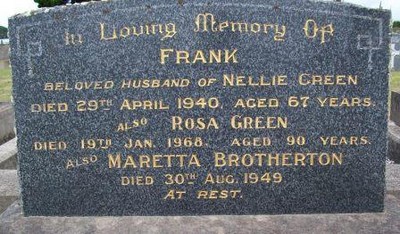 In Loving Memory Of
FRANK
BELOVED HUSBAND OF NELLIE GREEN
DIED 29TH APRIL 1940, AGED 67 YEARS.
ALSO ROSA GREEN
DIED 19TH JAN. 1968, AGED 90 YEARS.
ALSO MARETTA BROTHERTON
DIED 30TH AUG. 1949
AT REST.